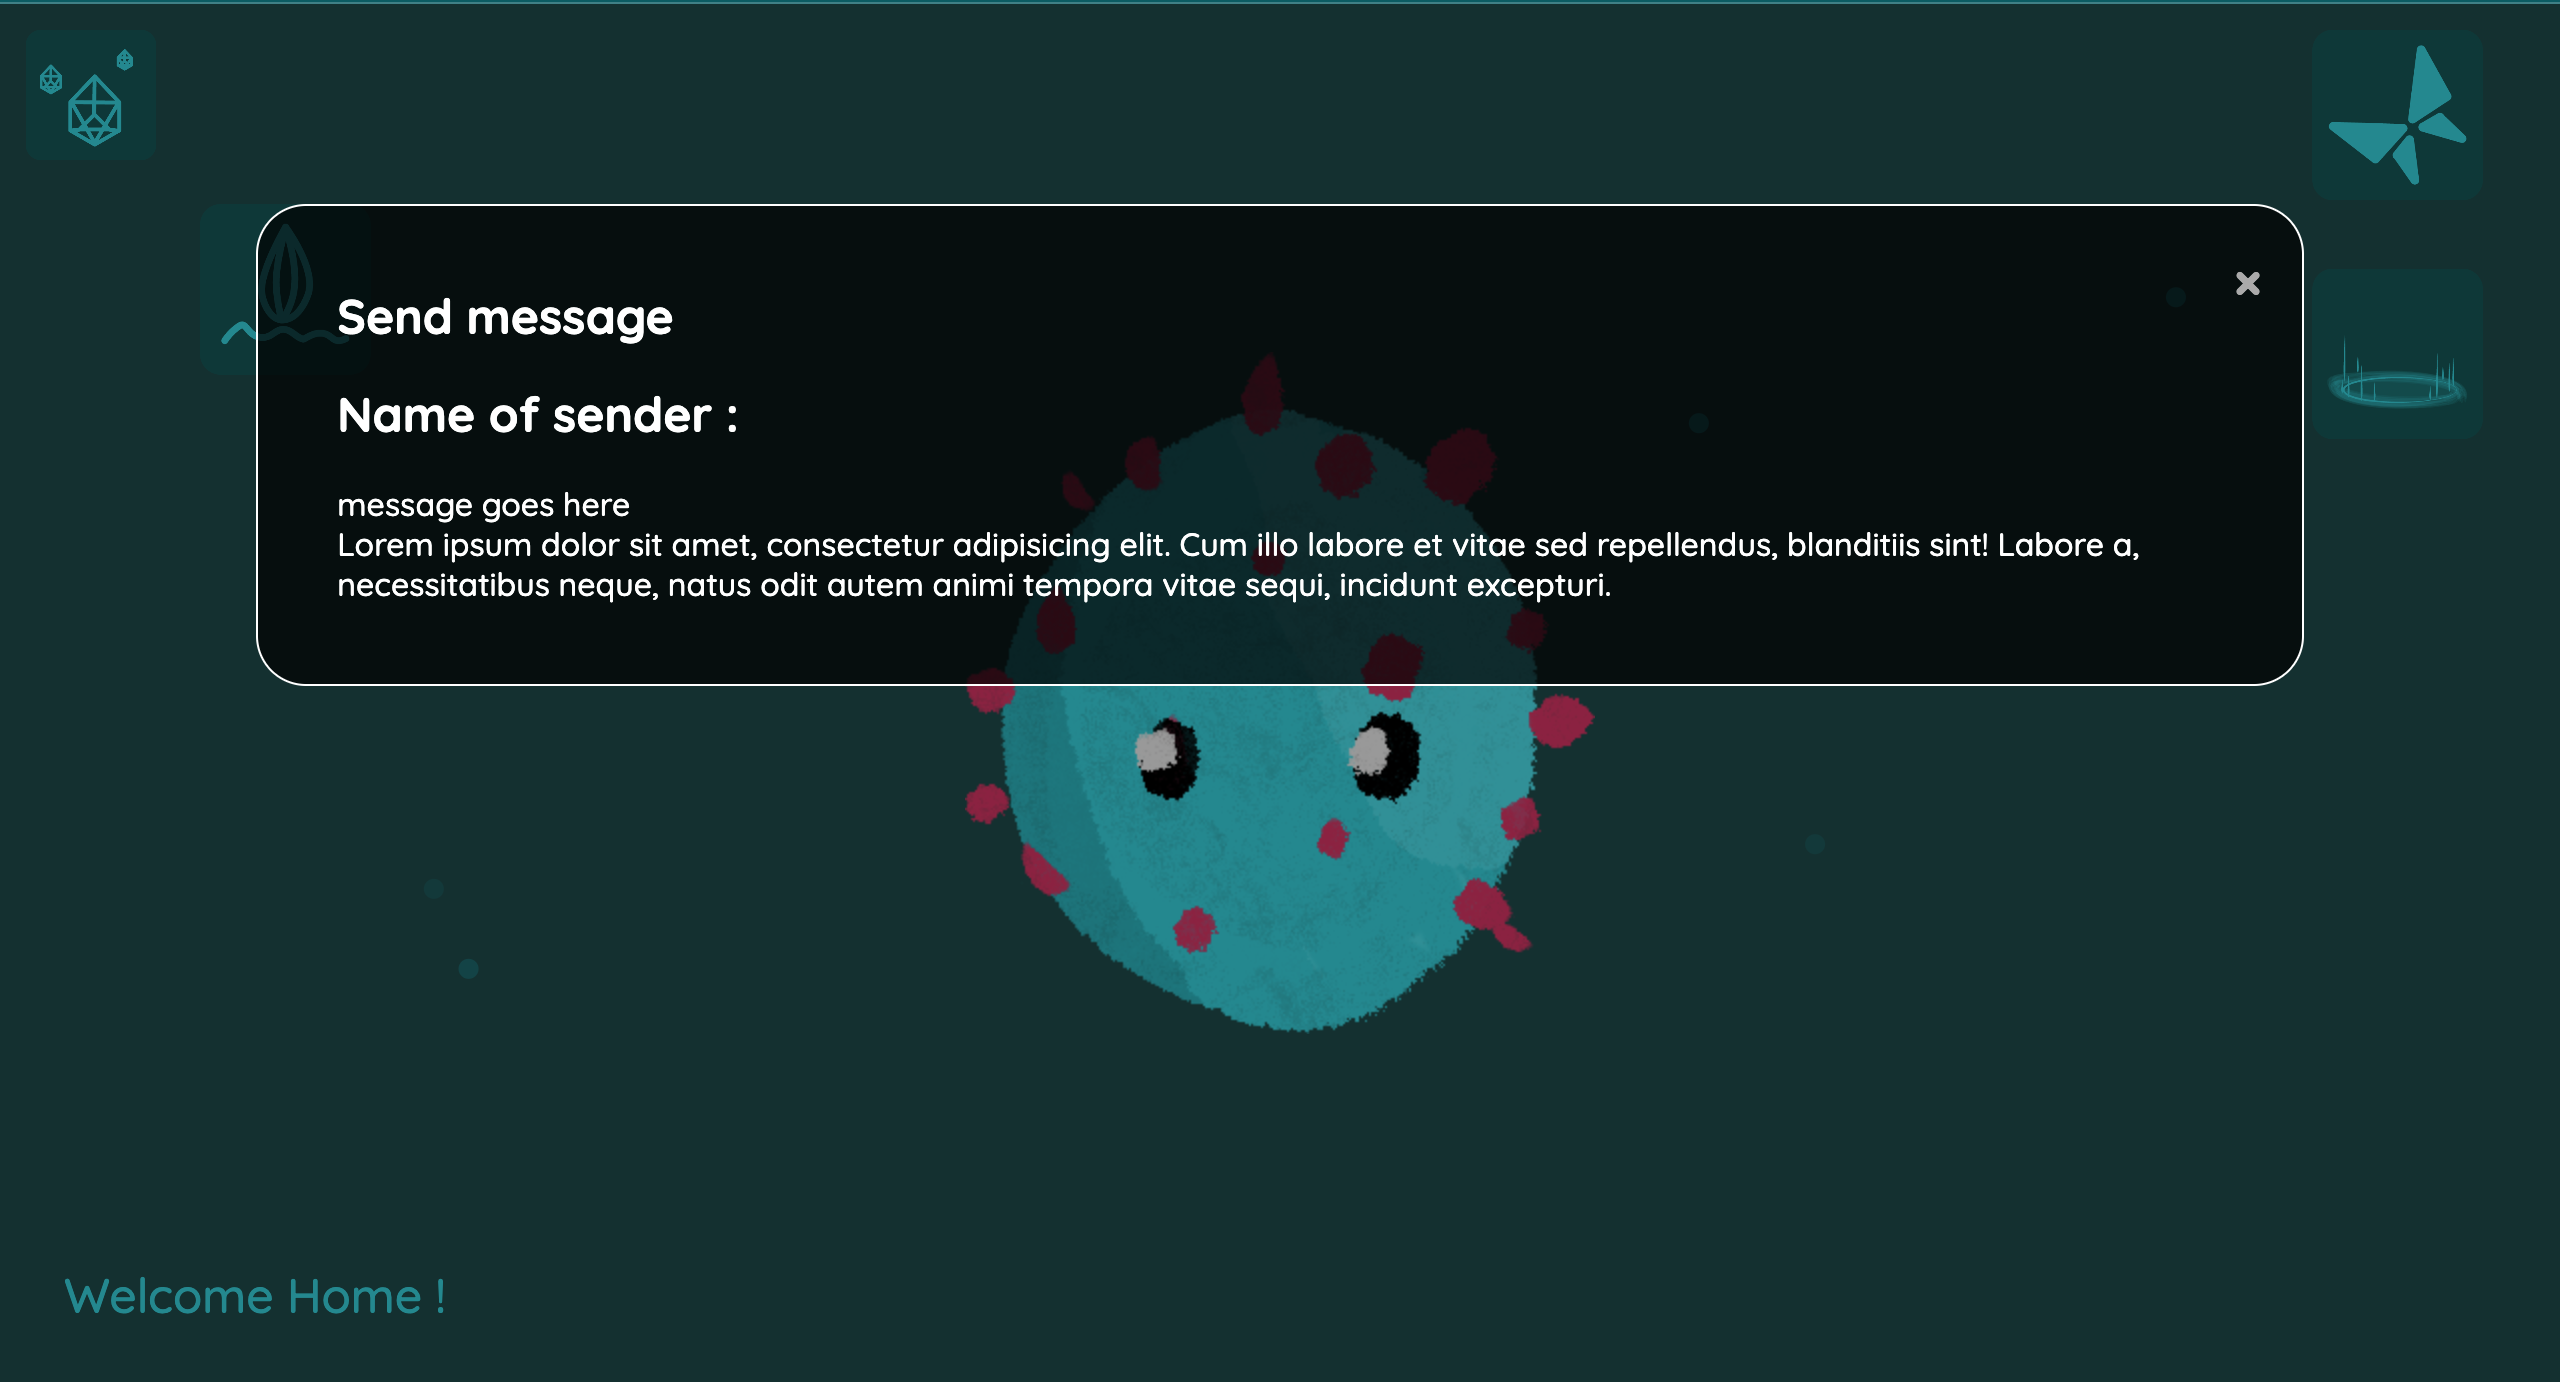 Send message
Name of sender :
message goes here
Lorem ipsum dolor sit amet, consectetur adipisicing elit. Cum illo labore et vitae sed repellendus, blanditiis sint! Labore a,
necessitatibus neque, natus odit autem animi tempora vitae sequi, incidunt excepturi.
Welcome Home !